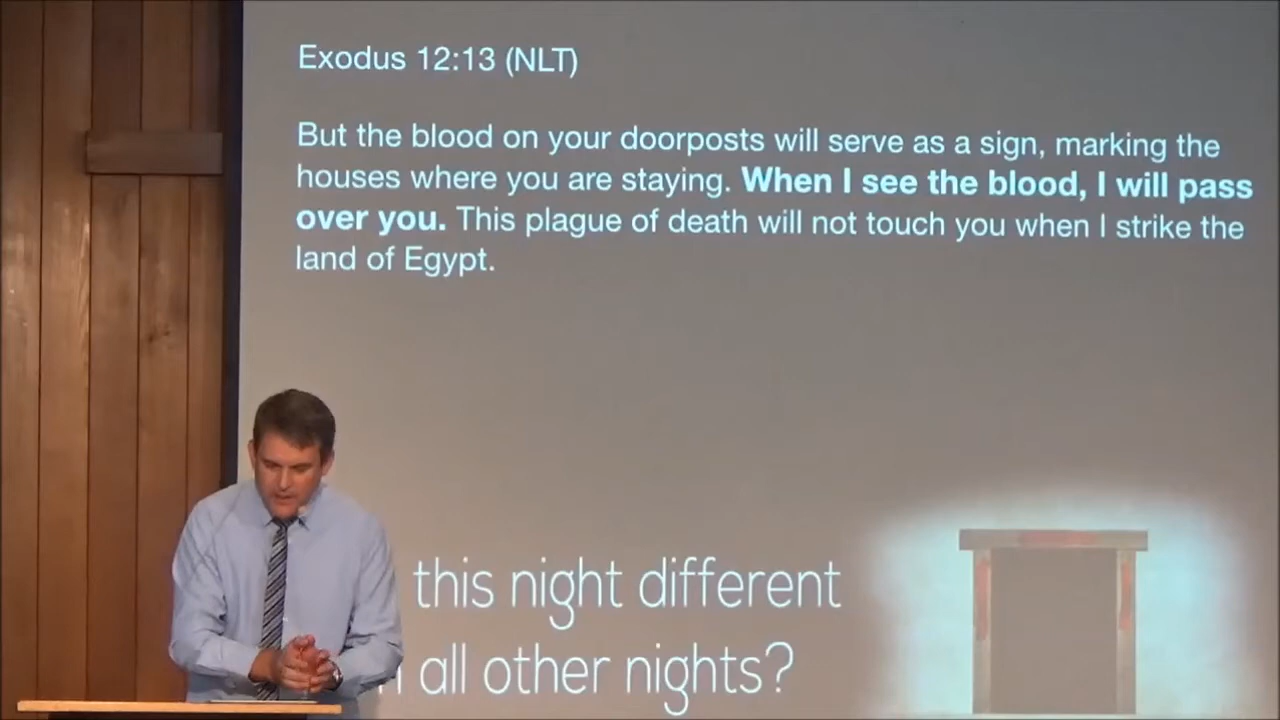 Exodus 12:13 (NLT)
But the blood on your doorposts will serve as a sign, marking the
houses where you are staying. When I see the blood, I will pass
over you. This plague of death will not touch you when I strike the
land of Egypt.
this night different
all other nights?